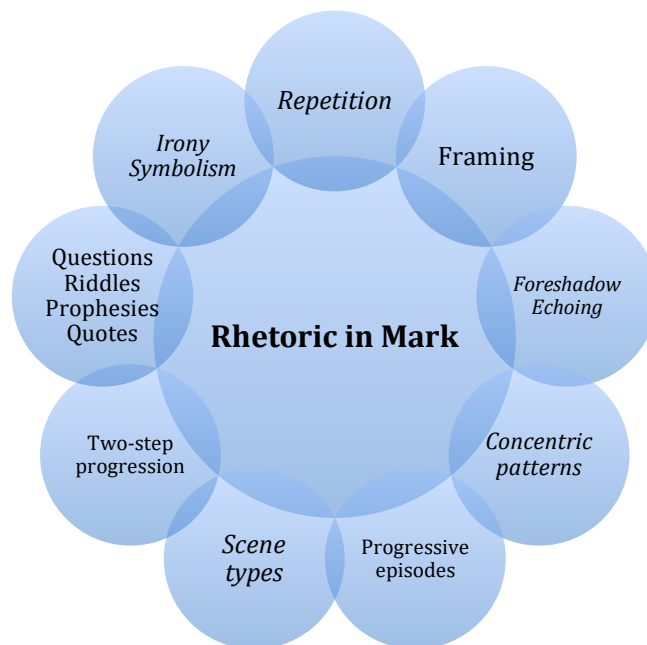 Repetition
Framing
Foreshadow
Echoing
Concentric
patterns
Progressive
episodes
Scene
types
Two-step
progression
Questions
Riddles
Prophesies
Quotes
Irony
Symbolism
Rhetoric in Mark